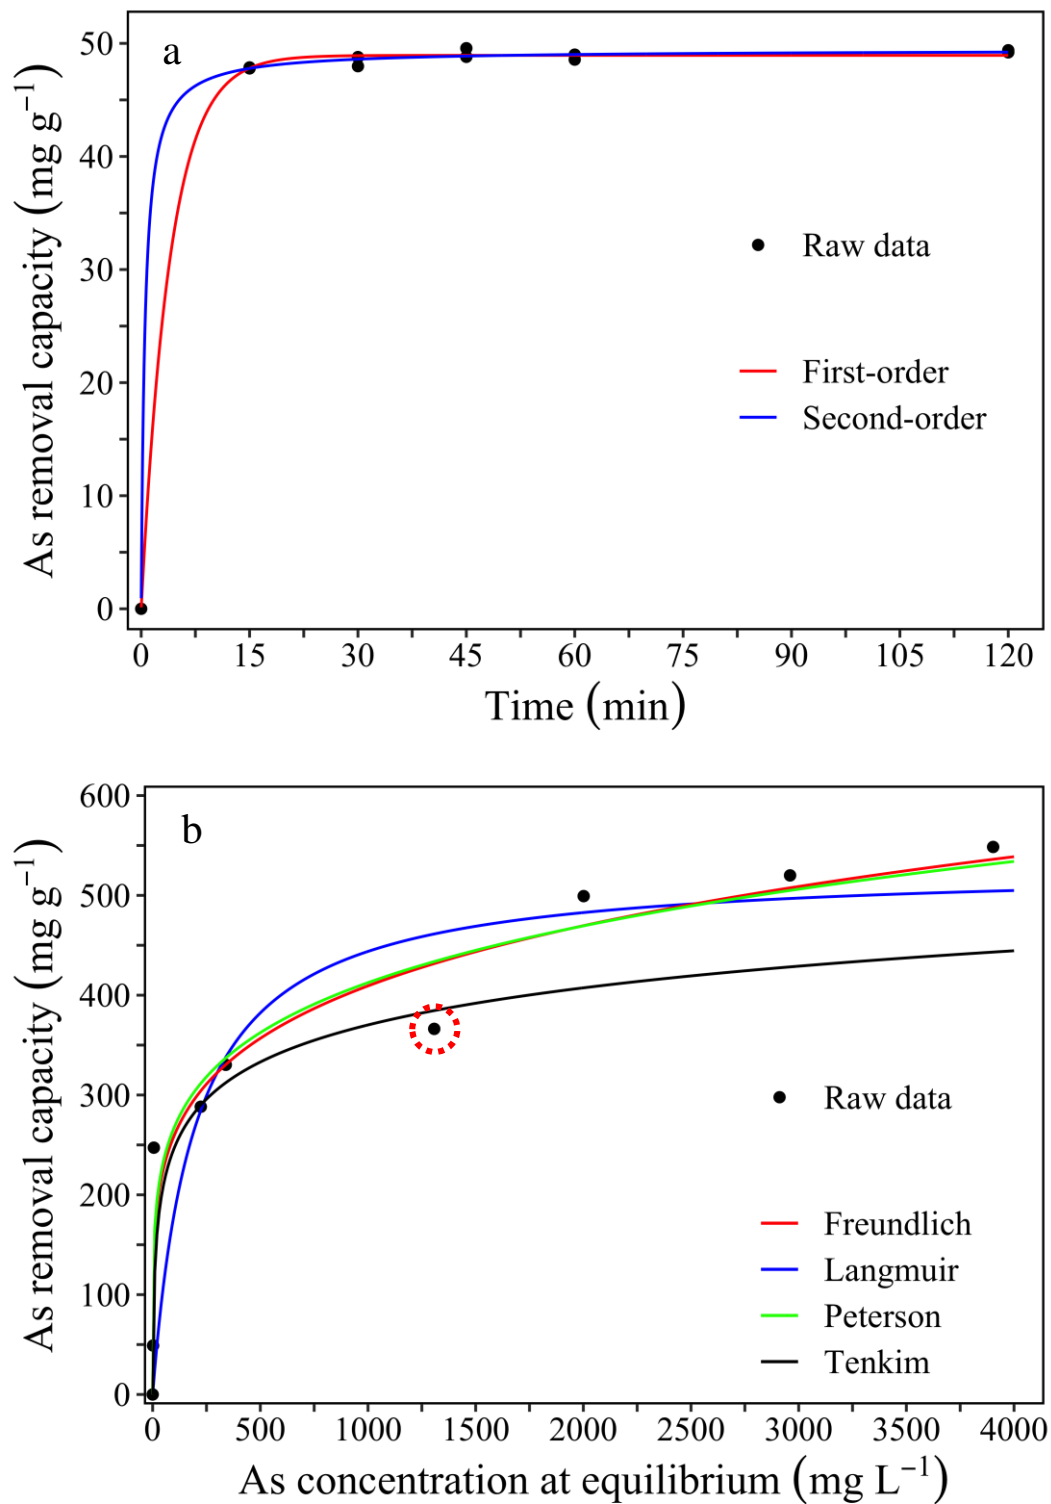 a
As removal capacity (mg g⁻¹)
50
40
30
20
10
0
Raw data
First-order
Second-order
0 15 30 45 60 75 90 105 120
Time (min)
b
As removal capacity (mg g⁻¹)
600
500
400
300
200
100
0
Raw data
Freundlich
Langmuir
Peterson
Tenkim
0 500 1000 1500 2000 2500 3000 3500 4000
As concentration at equilibrium (mg L⁻¹)